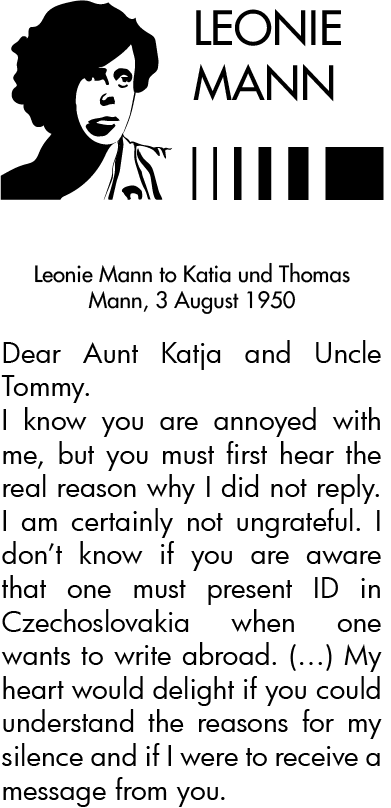 LEONIE
MANN
Leonie Mann to Katia und Thomas
Mann, 3 August 1950
Dear Aunt Katja and Uncle
Tommy.
I know you are annoyed with
me, but you must first hear the
real reason why I did not reply.
I am certainly not ungrateful. I
don’t know if you are aware
that one must present ID in
Czechoslovakia when one
wants to write abroad. (…) My
heart would delight if you could
understand the reasons for my
silence and if I were to receive a
message from you.